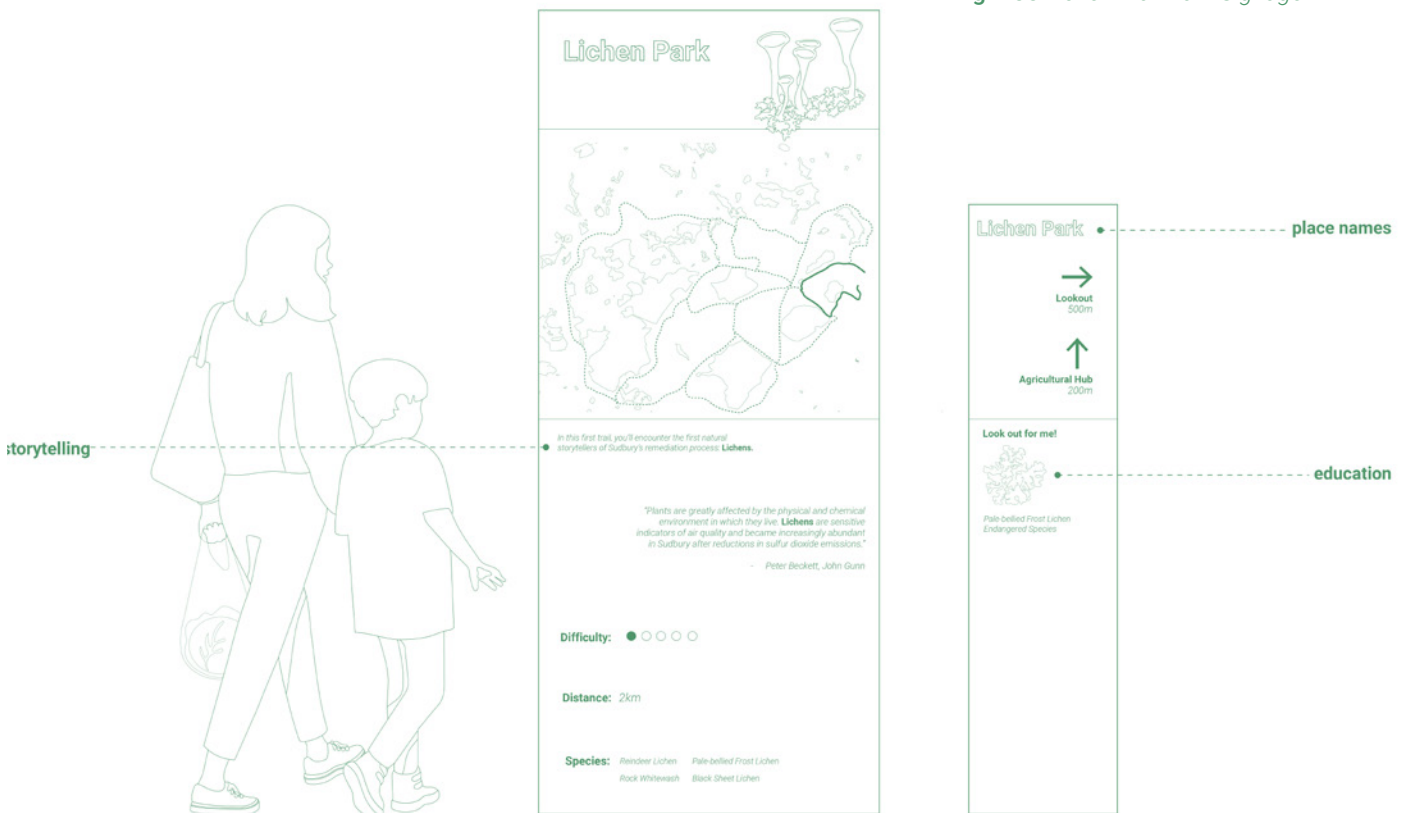 Lichen Park
storytelling
In this first trail, you'll encounter the first natural
storytellers of Sudbury's remediation process: Lichens.
"Plants are greatly affected by the physical and chemical
environment in which they live. Lichens are sensitive
indicators of air quality and became increasingly abundant
in Sudbury after reductions in sulfur dioxide emissions."
- Peter Beckett, John Gunn
Difficulty:
Distance: 2km
Species: Reindeer Lichen Pale-bellied Frost Lichen
Rock Whitewash Black Sheet Lichen
Lichen Park
place names
Lookout
500m
Agricultural Hub
200m
Look out for me!
education
Pale-bellied Frost Lichen
Endangered Species